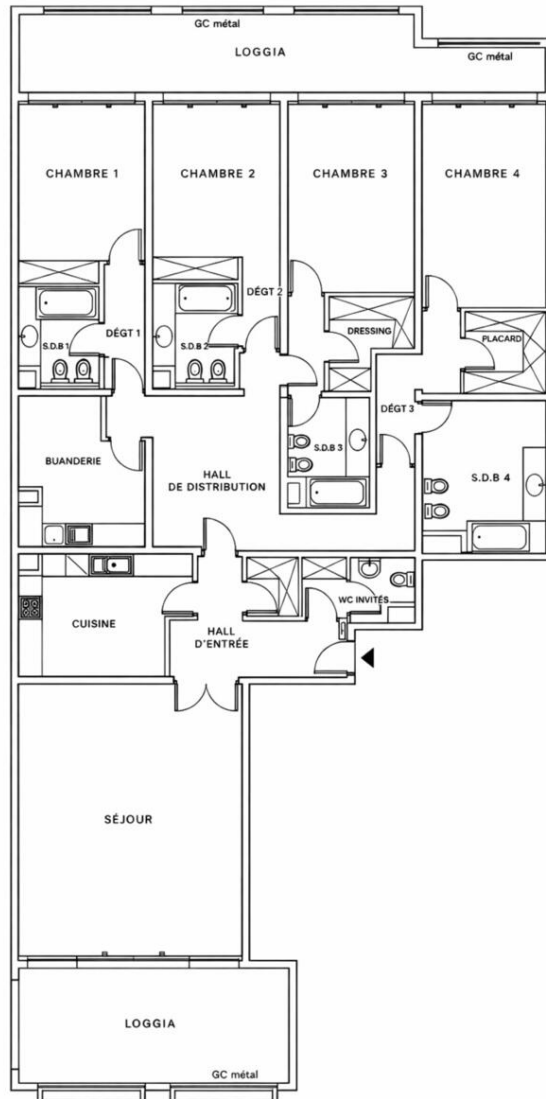 GC métal
LOGGIA
GC métal
CHAMBRE 1
CHAMBRE 2
CHAMBRE 3
CHAMBRE 4
DÉGT 2
DÉGT 1
DRESSING
PLACARD
S.D.B 1
S.D.B 2
DÉGT 3
S.D.B 3
BUANDERIE
HALL
DE DISTRIBUTION
S.D.B 4
WC INVITÉS
CUISINE
HALL
D'ENTRÉE
SÉJOUR
LOGGIA
GC métal